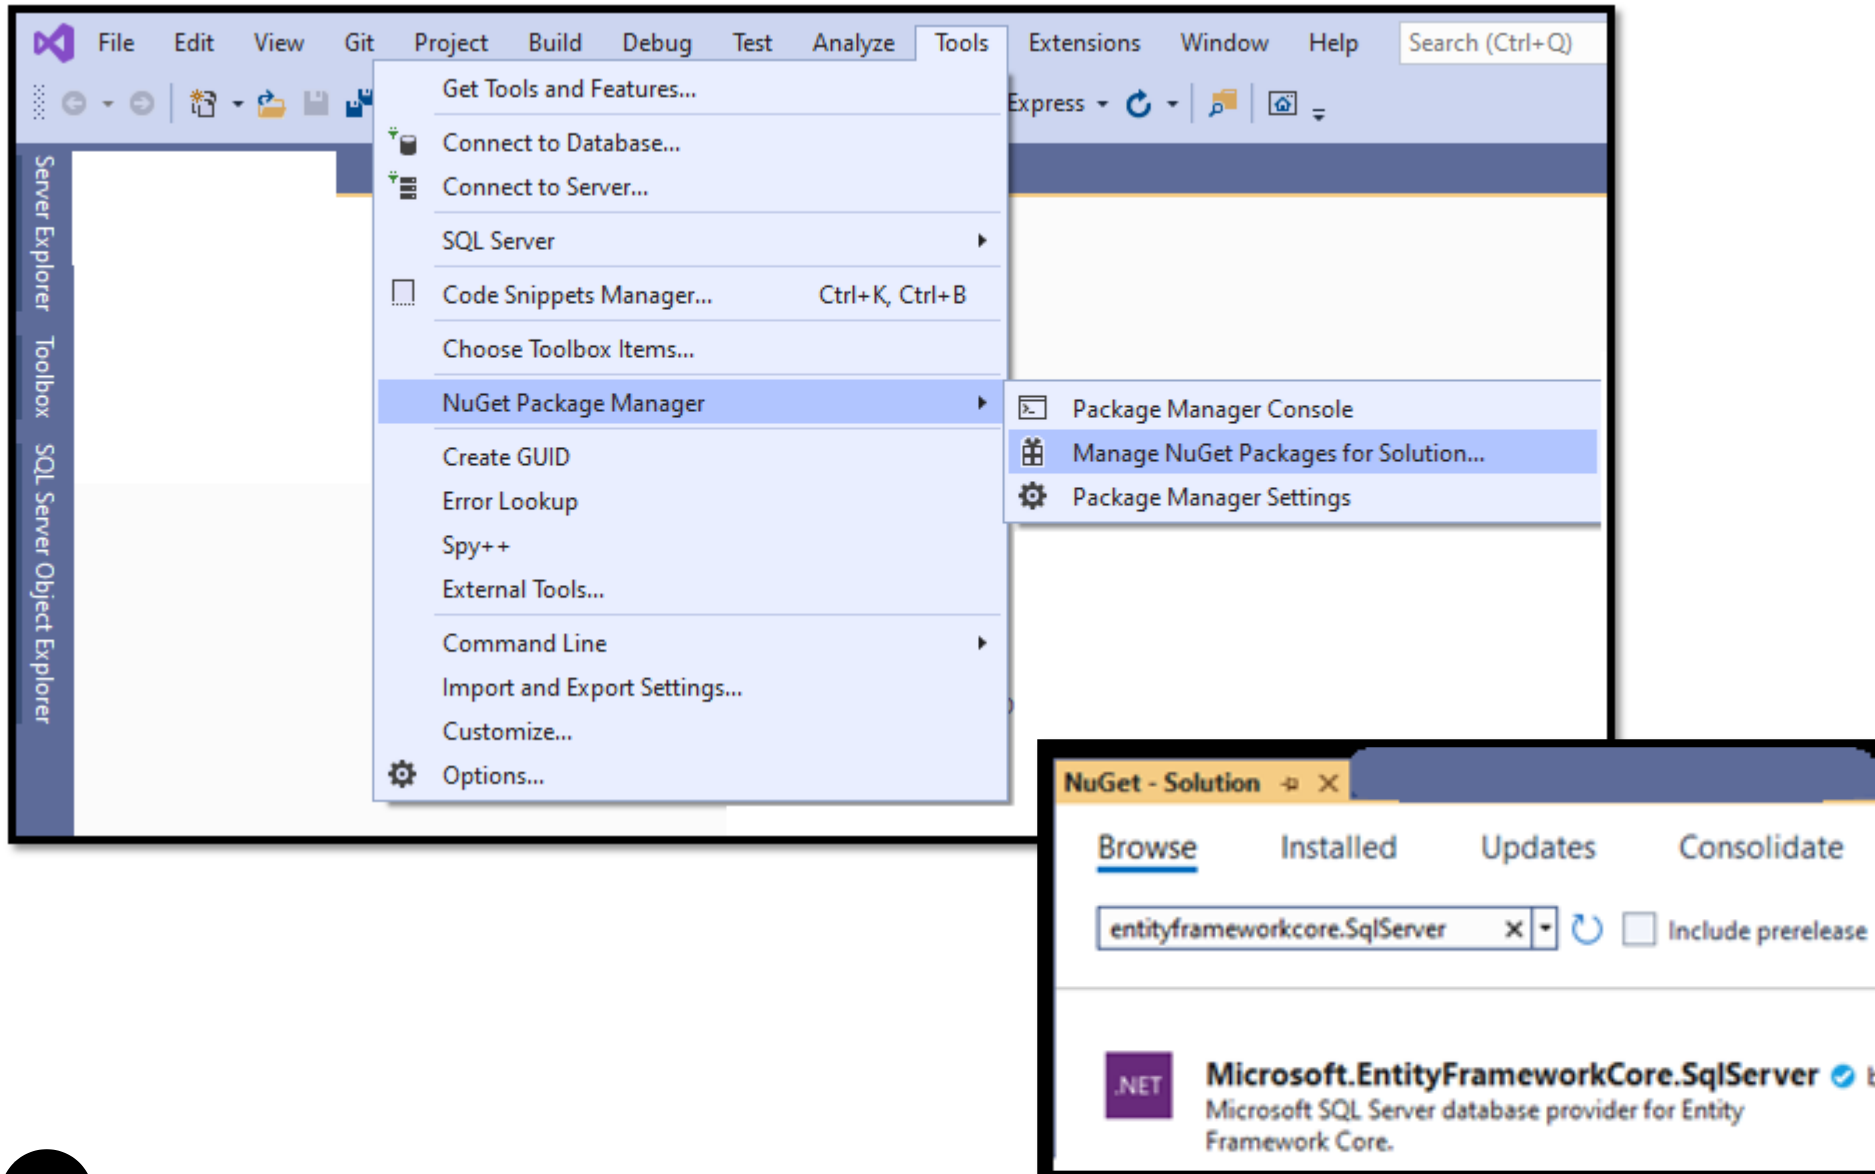 File Edit View Git Project Build Debug Test Analyze Tools Extensions Window Help Search (Ctrl+Q)
Express
Get Tools and Features...
Connect to Database...
Connect to Server...
SQL Server
Code Snippets Manager... Ctrl+K, Ctrl+B
Choose Toolbox Items...
NuGet Package Manager
Create GUID
Error Lookup
Spy++
External Tools...
Command Line
Import and Export Settings...
Customize...
Options...
Package Manager Console
Manage NuGet Packages for Solution...
Package Manager Settings
Server Explorer
Toolbox
SQL Server Object Explorer
NuGet - Solution
Browse Installed Updates Consolidate
entityframeworkcore.SqlServer Include prerelease
.NET
Microsoft.EntityFrameworkCore.SqlServer
Microsoft SQL Server database provider for Entity
Framework Core.